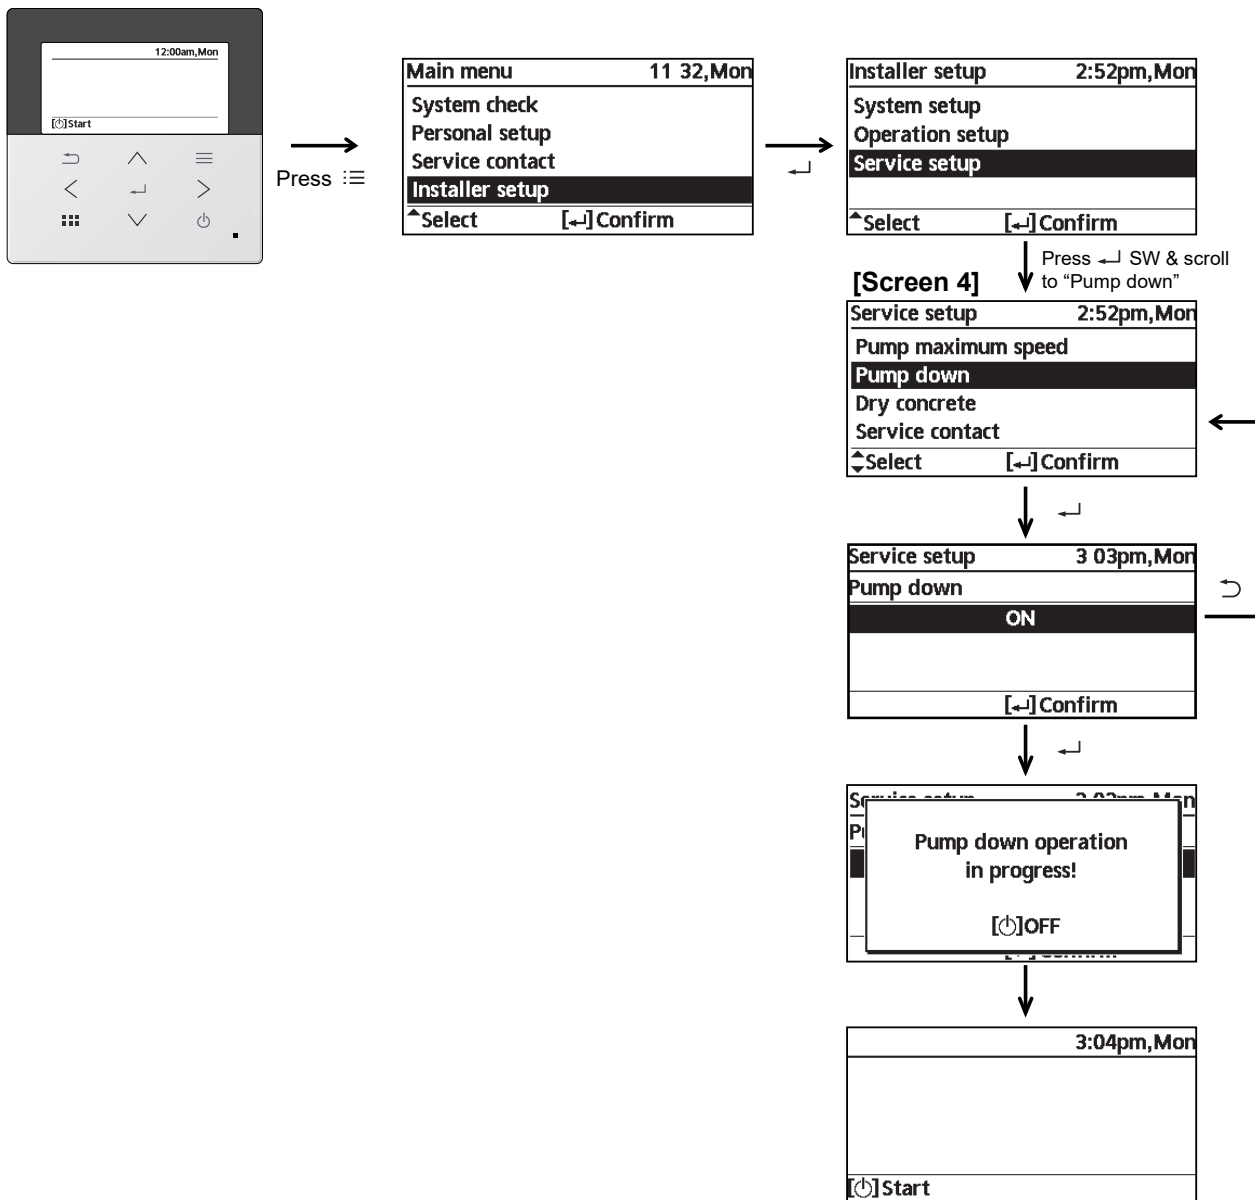 12:00am,Mon
[⏻]Start
Press
Main menu 11 32,Mon
System check
Personal setup
Service contact
Installer setup
Select [↵]Confirm
Installer setup 2:52pm,Mon
System setup
Operation setup
Service setup
Select [↵]Confirm
Press ↵ SW & scroll
to “Pump down”
[Screen 4]
Service setup 2:52pm,Mon
Pump maximum speed
Pump down
Dry concrete
Service contact
Select [↵]Confirm
Service setup 3 03pm,Mon
Pump down
ON
[↵]Confirm
Pump down operation
in progress!
[⏻]OFF
3:04pm,Mon
[⏻]Start